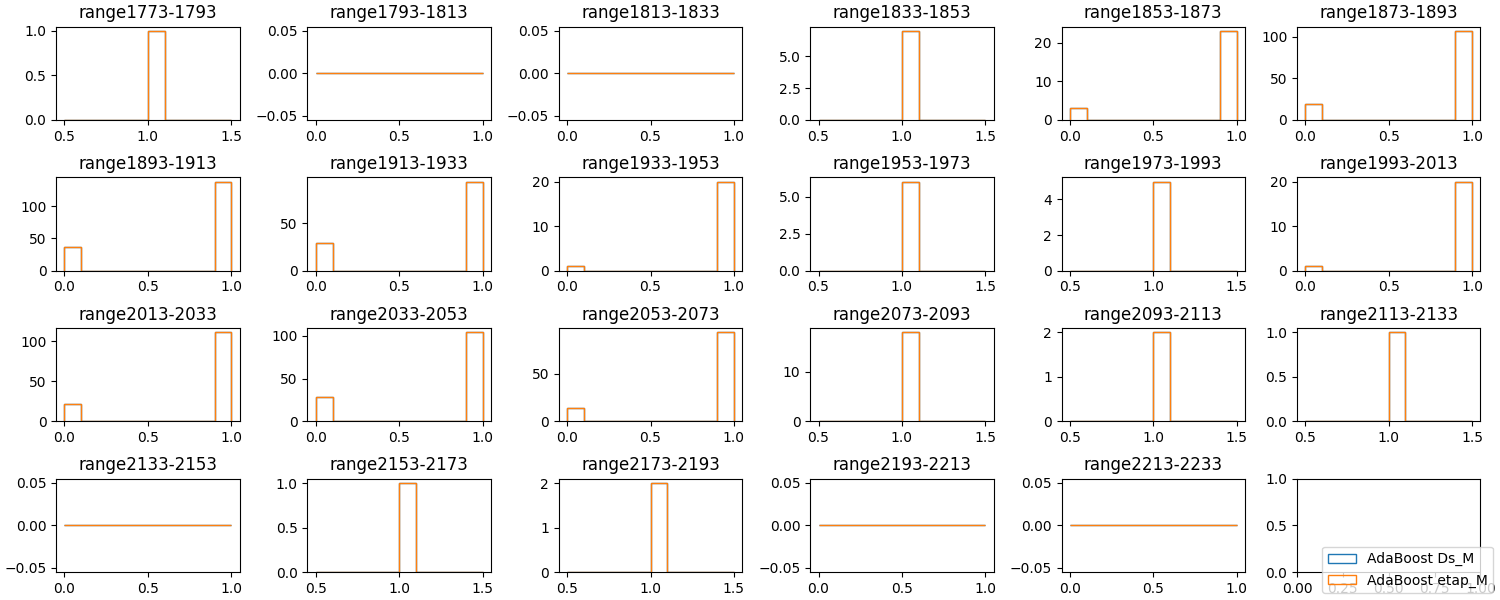 range1773-1793 range1793-1813 range1813-1833 range1833-1853 range1853-1873 range1873-1893
1.0 0.05 0.05 7.5 20 100
0.5 0.00 0.00 5.0 10 50
0.0 −0.05 −0.05 2.5 0 0
0.0
0.5 1.0 1.5 0.0 0.5 1.0 0.0 0.5 1.0 0.5 1.0 1.5 0.0 0.5 1.0 0.0 0.5 1.0
range1893-1913 range1913-1933 range1933-1953 range1953-1973 range1973-1993 range1993-2013
100 50 20 5.0 4 20
50 0 10 2.5 2 10
0 0 0.0 0 0
0.0 0.5 1.0 0.0 0.5 1.0 0.0 0.5 1.0 0.5 1.0 1.5 0.5 1.0 1.5 0.0 0.5 1.0
range2013-2033 range2033-2053 range2053-2073 range2073-2093 range2093-2113 range2113-2133
100 100 50 10 2 1.0
50 50 0 0 1 0.5
0 0 0 0.0
0.0 0.5 1.0 0.0 0.5 1.0 0.0 0.5 1.0 0.5 1.0 1.5 0.5 1.0 1.5 0.5 1.0 1.5
range2133-2153 range2153-2173 range2173-2193 range2193-2213 range2213-2233
0.05 1.0 2 0.05 0.05 1.0
0.00 0.5 1 0.00 0.00 0.5
−0.05 0.0 0 −0.05 −0.05 0.0
0.0 0.5 1.0 0.5 1.0 1.5 0.5 1.0 1.5 0.0 0.5 1.0 0.0 0.5 1.0 0.00 0.25 0.50 0.75 1.00
AdaBoost Ds_M
AdaBoost etap_M